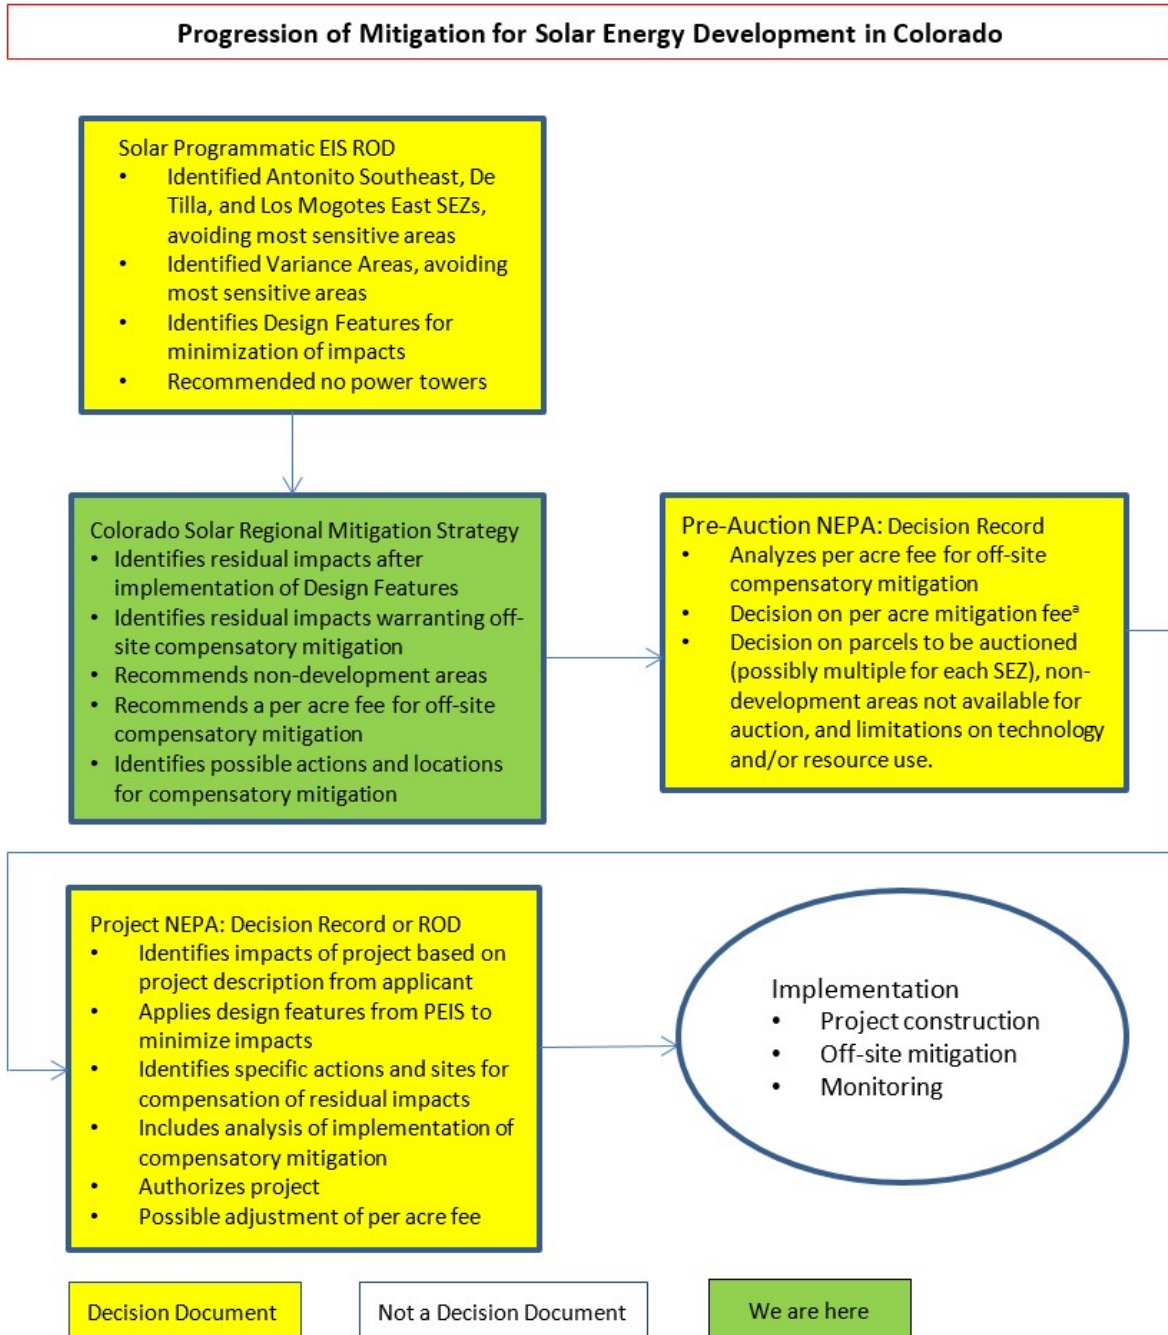 Progression of Mitigation for Solar Energy Development in Colorado
Solar Programmatic EIS ROD
• Identified Antonito Southeast, De
Tilla, and Los Mogotes East SEZs,
avoiding most sensitive areas
• Identified Variance Areas, avoiding
most sensitive areas
• Identifies Design Features for
minimization of impacts
• Recommended no power towers
Colorado Solar Regional Mitigation Strategy
• Identifies residual impacts after
implementation of Design Features
• Identifies residual impacts warranting off-
site compensatory mitigation
• Recommends non-development areas
• Recommends a per acre fee for off-site
compensatory mitigation
• Identifies possible actions and locations
for compensatory mitigation
Pre-Auction NEPA: Decision Record
• Analyzes per acre fee for off-site
compensatory mitigation
• Decision on per acre mitigation feeᵃ
• Decision on parcels to be auctioned
(possibly multiple for each SEZ), non-
development areas not available for
auction, and limitations on technology
and/or resource use.
Project NEPA: Decision Record or ROD
• Identifies impacts of project based on
project description from applicant
• Applies design features from PEIS to
minimize impacts
• Identifies specific actions and sites for
compensation of residual impacts
• Includes analysis of implementation of
compensatory mitigation
• Authorizes project
• Possible adjustment of per acre fee
Implementation
• Project construction
• Off-site mitigation
• Monitoring
Decision Document
Not a Decision Document
We are here